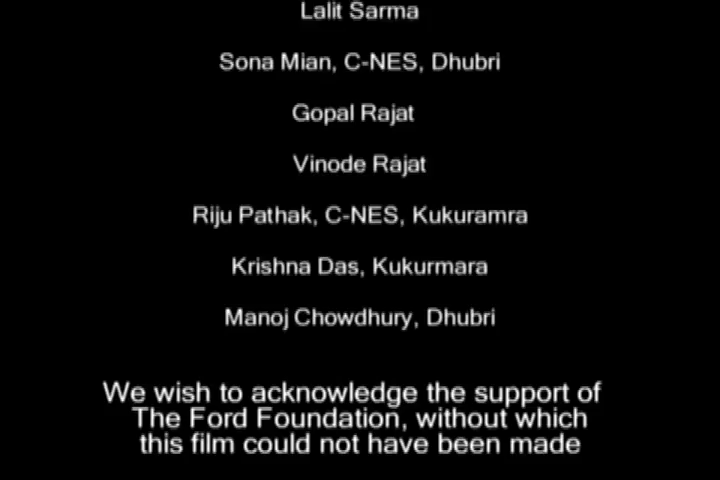 Lalit Sarma
Sona Mian, C-NES, Dhubri
Gopal Rajat
Vinode Rajat
Riju Pathak, C-NES, Kukuramra
Krishna Das, Kukurmara
Manoj Chowdhury, Dhubri
We wish to acknowledge the support of
The Ford Foundation, without which
this film could not have been made